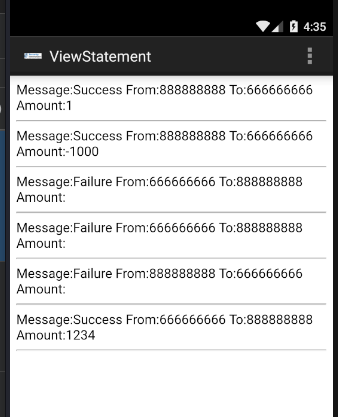 4:35
ViewStatement
Message:Success From:888888888 To:666666666
Amount:1
Message:Success From:888888888 To:666666666
Amount:-1000
Message:Failure From:666666666 To:888888888
Amount:
Message:Failure From:666666666 To:888888888
Amount:
Message:Failure From:888888888 To:666666666
Amount:
Message:Success From:666666666 To:888888888
Amount:1234